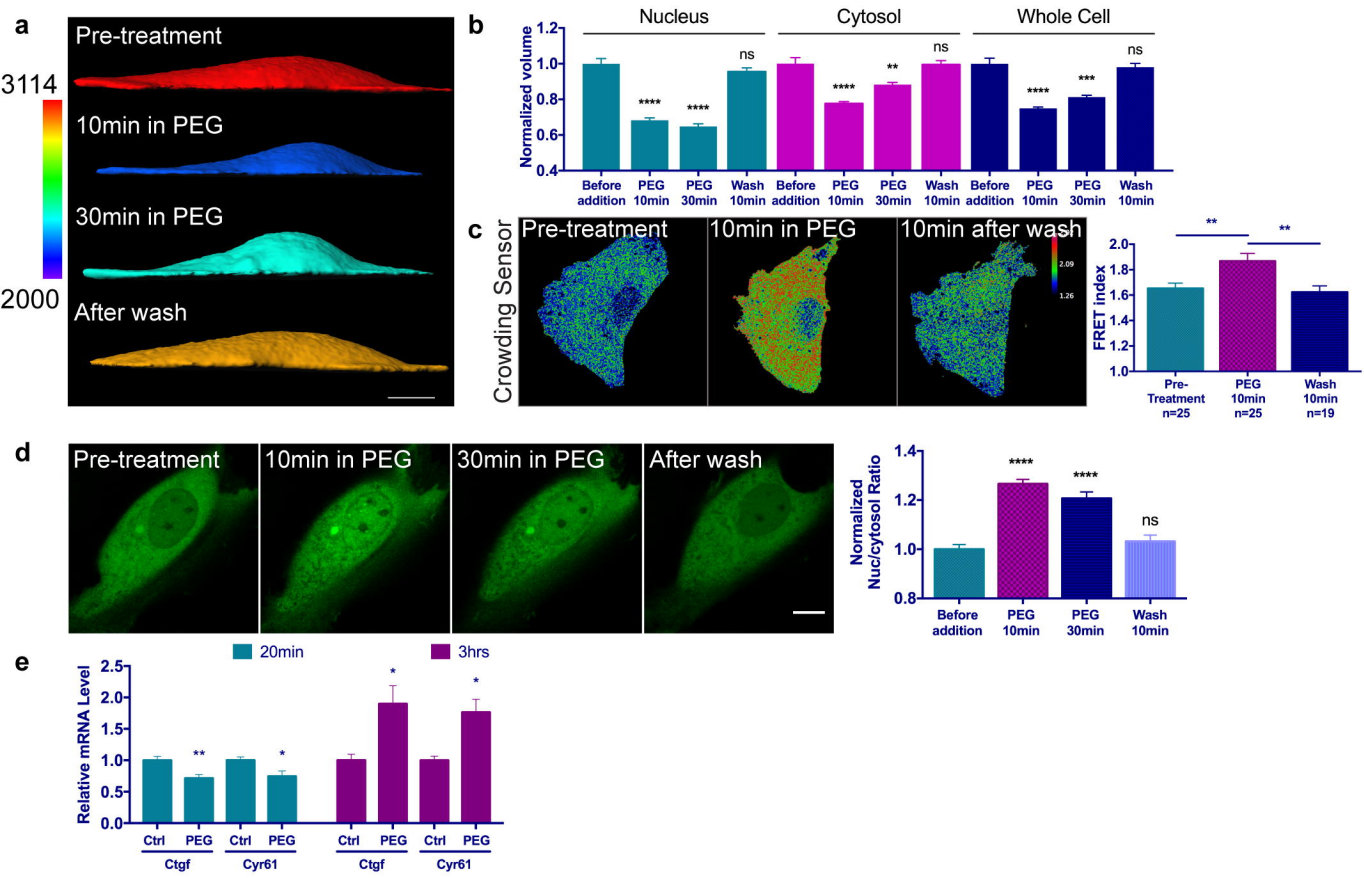 a
Pre-treatment
3114
10min in PEG
30min in PEG
2000
After wash
b
Nucleus
Cytosol
Whole Cell
Normalized volume
1.2
1.0
0.8
0.6
0.4
**** **** ns
**** ** ns
**** *** ns
Before addition
PEG 10min
PEG 30min
Wash 10min
Before addition
PEG 10min
PEG 30min
Wash 10min
Before addition
PEG 10min
PEG 30min
Wash 10min
c
Crowding Sensor
Pre-treatment
10min in PEG
10min after wash
2.09
1.26
FRET index
2.0
1.8
1.6
1.4
1.2
1.0
** **
Pre-Treatment n=25
PEG 10min n=25
Wash 10min n=19
d
Pre-treatment
10min in PEG
30min in PEG
After wash
Normalized
Nuc/cytosol Ratio
1.4
1.2
1.0
0.8
**** **** ns
Before addition
PEG 10min
PEG 30min
Wash 10min
e
20min
3hrs
Relative mRNA Level
2.5
2.0
1.5
1.0
0.5
0.0
** * * *
Ctrl PEG Ctrl PEG Ctrl PEG Ctrl PEG
Ctgf Cyr61 Ctgf Cyr61